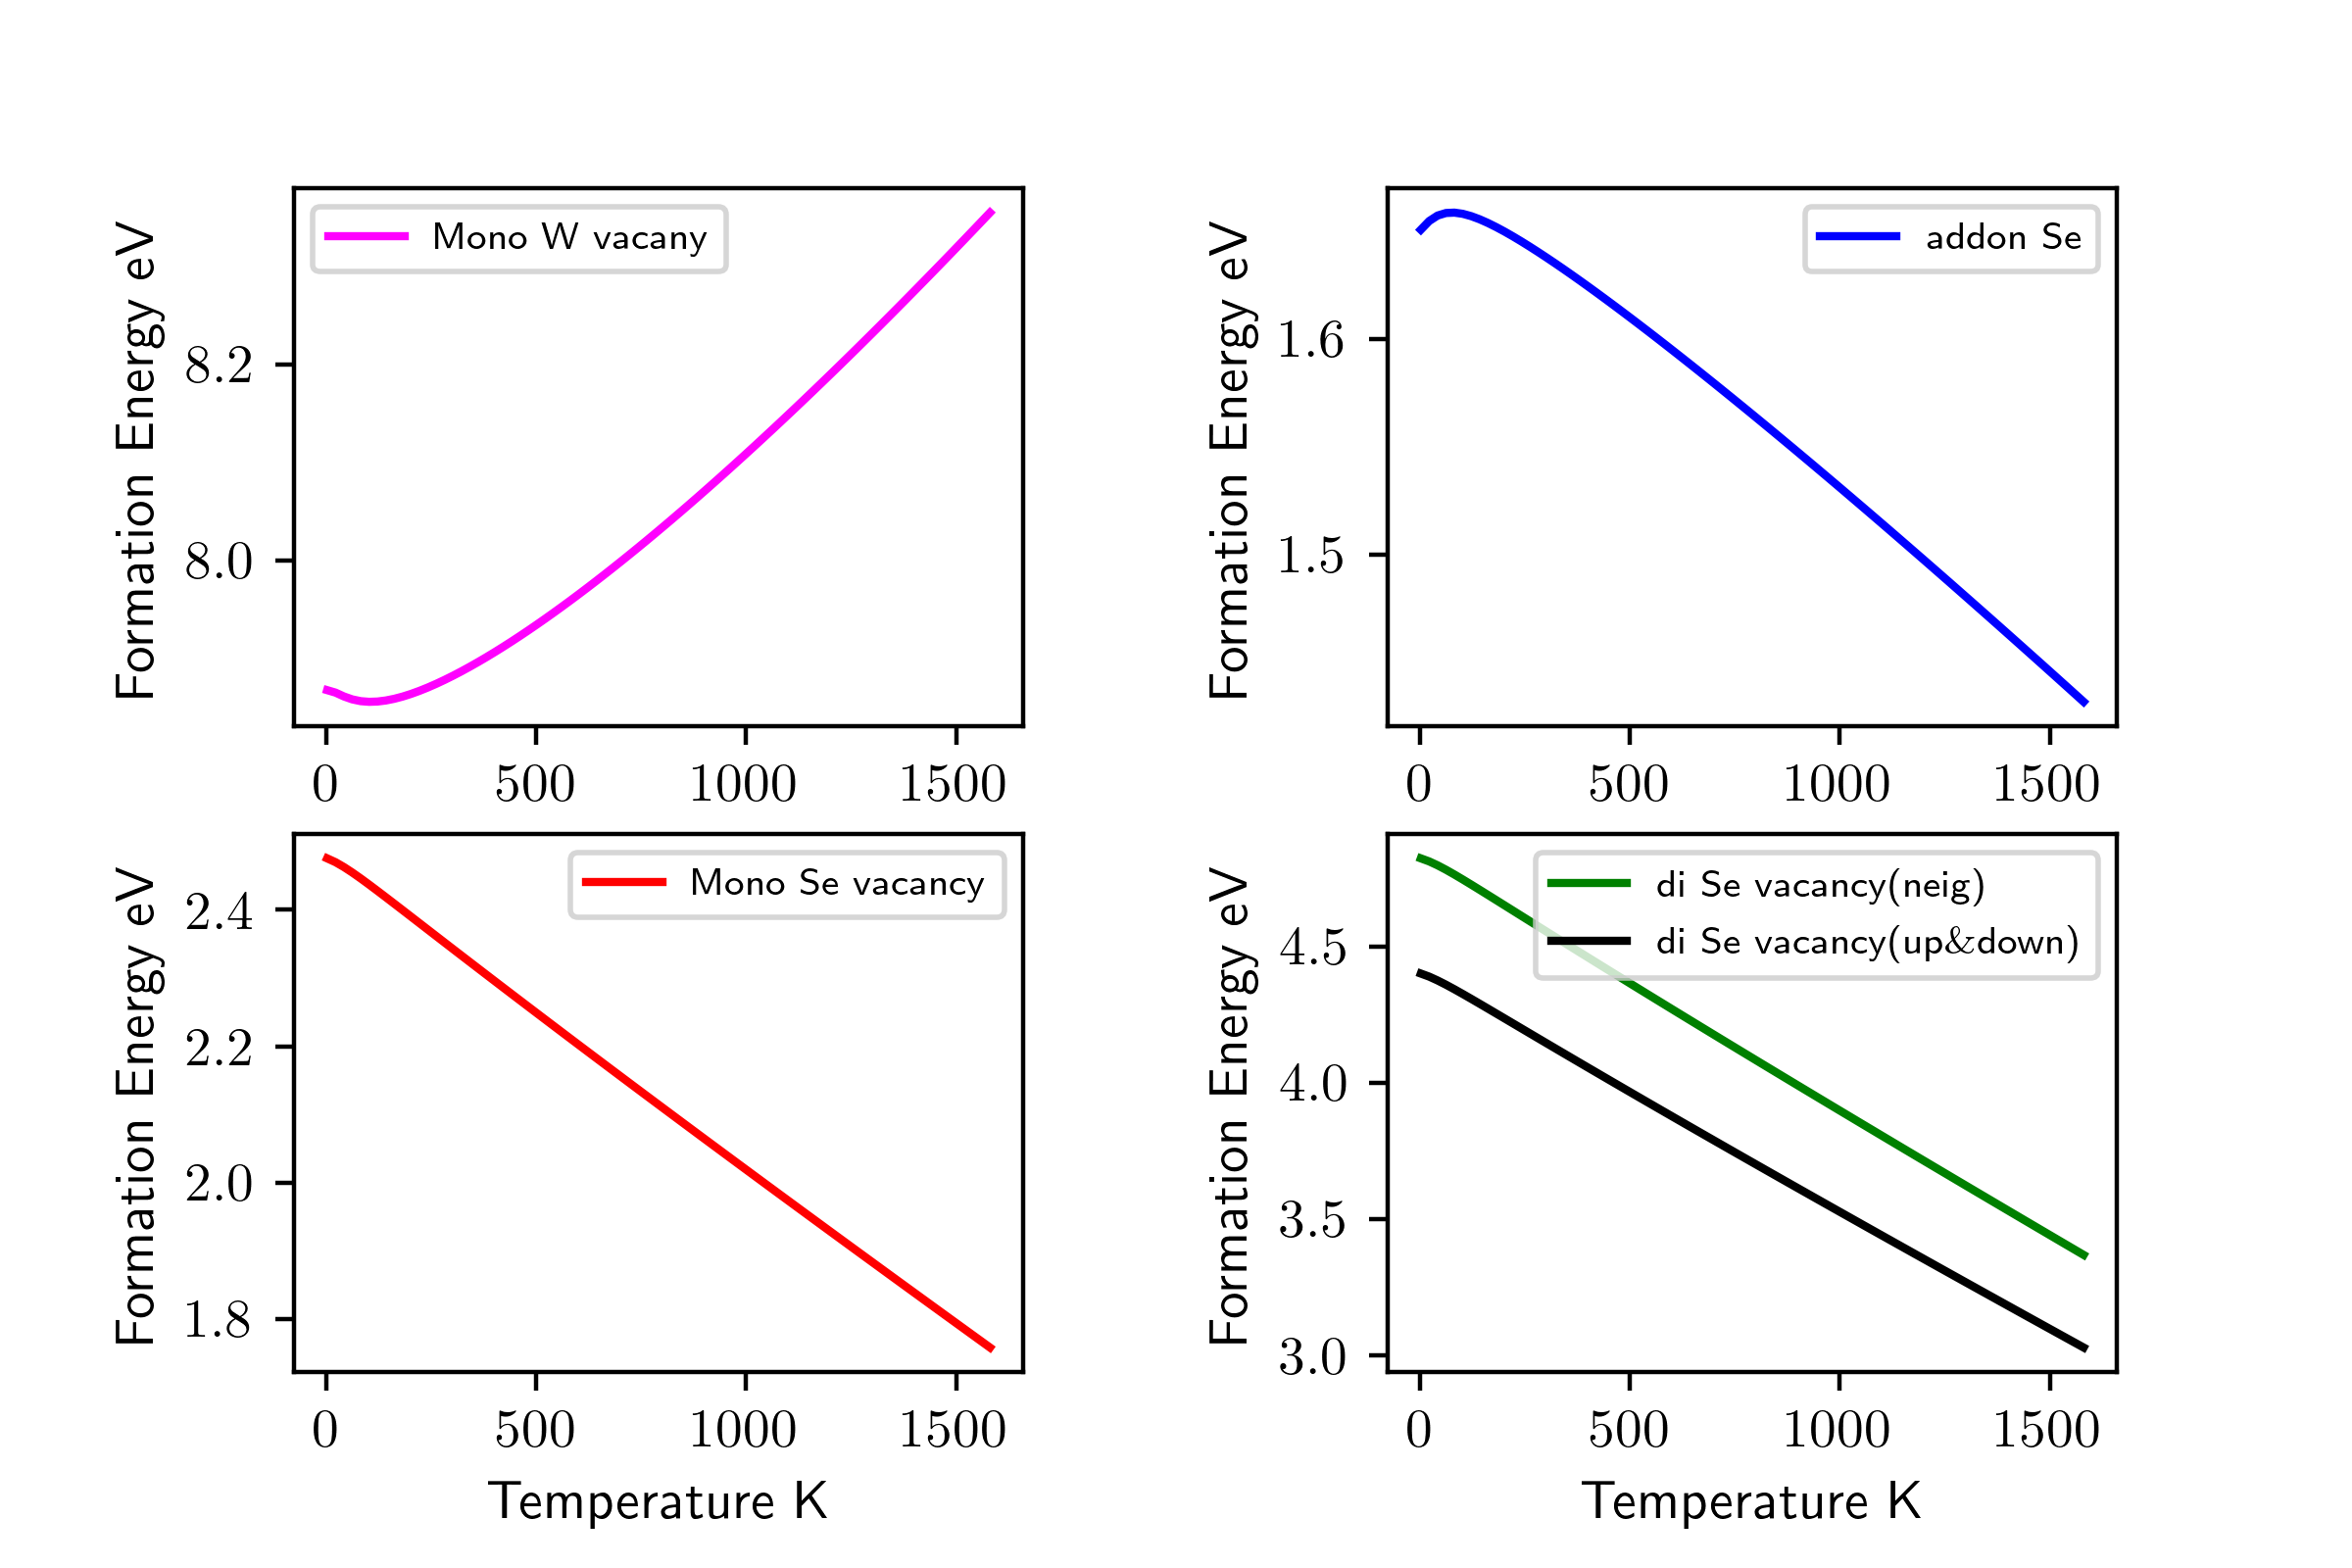 Formation Energy eV
8.2
8.0
Mono W vacany
0 500 1000 1500
Formation Energy eV
1.6
1.5
addon Se
0 500 1000 1500
Formation Energy eV
2.4
2.2
2.0
1.8
Mono Se vacancy
0 500 1000 1500
Temperature K
Formation Energy eV
4.5
4.0
3.5
3.0
di Se vacancy(neig)
di Se vacancy(up&down)
0 500 1000 1500
Temperature K